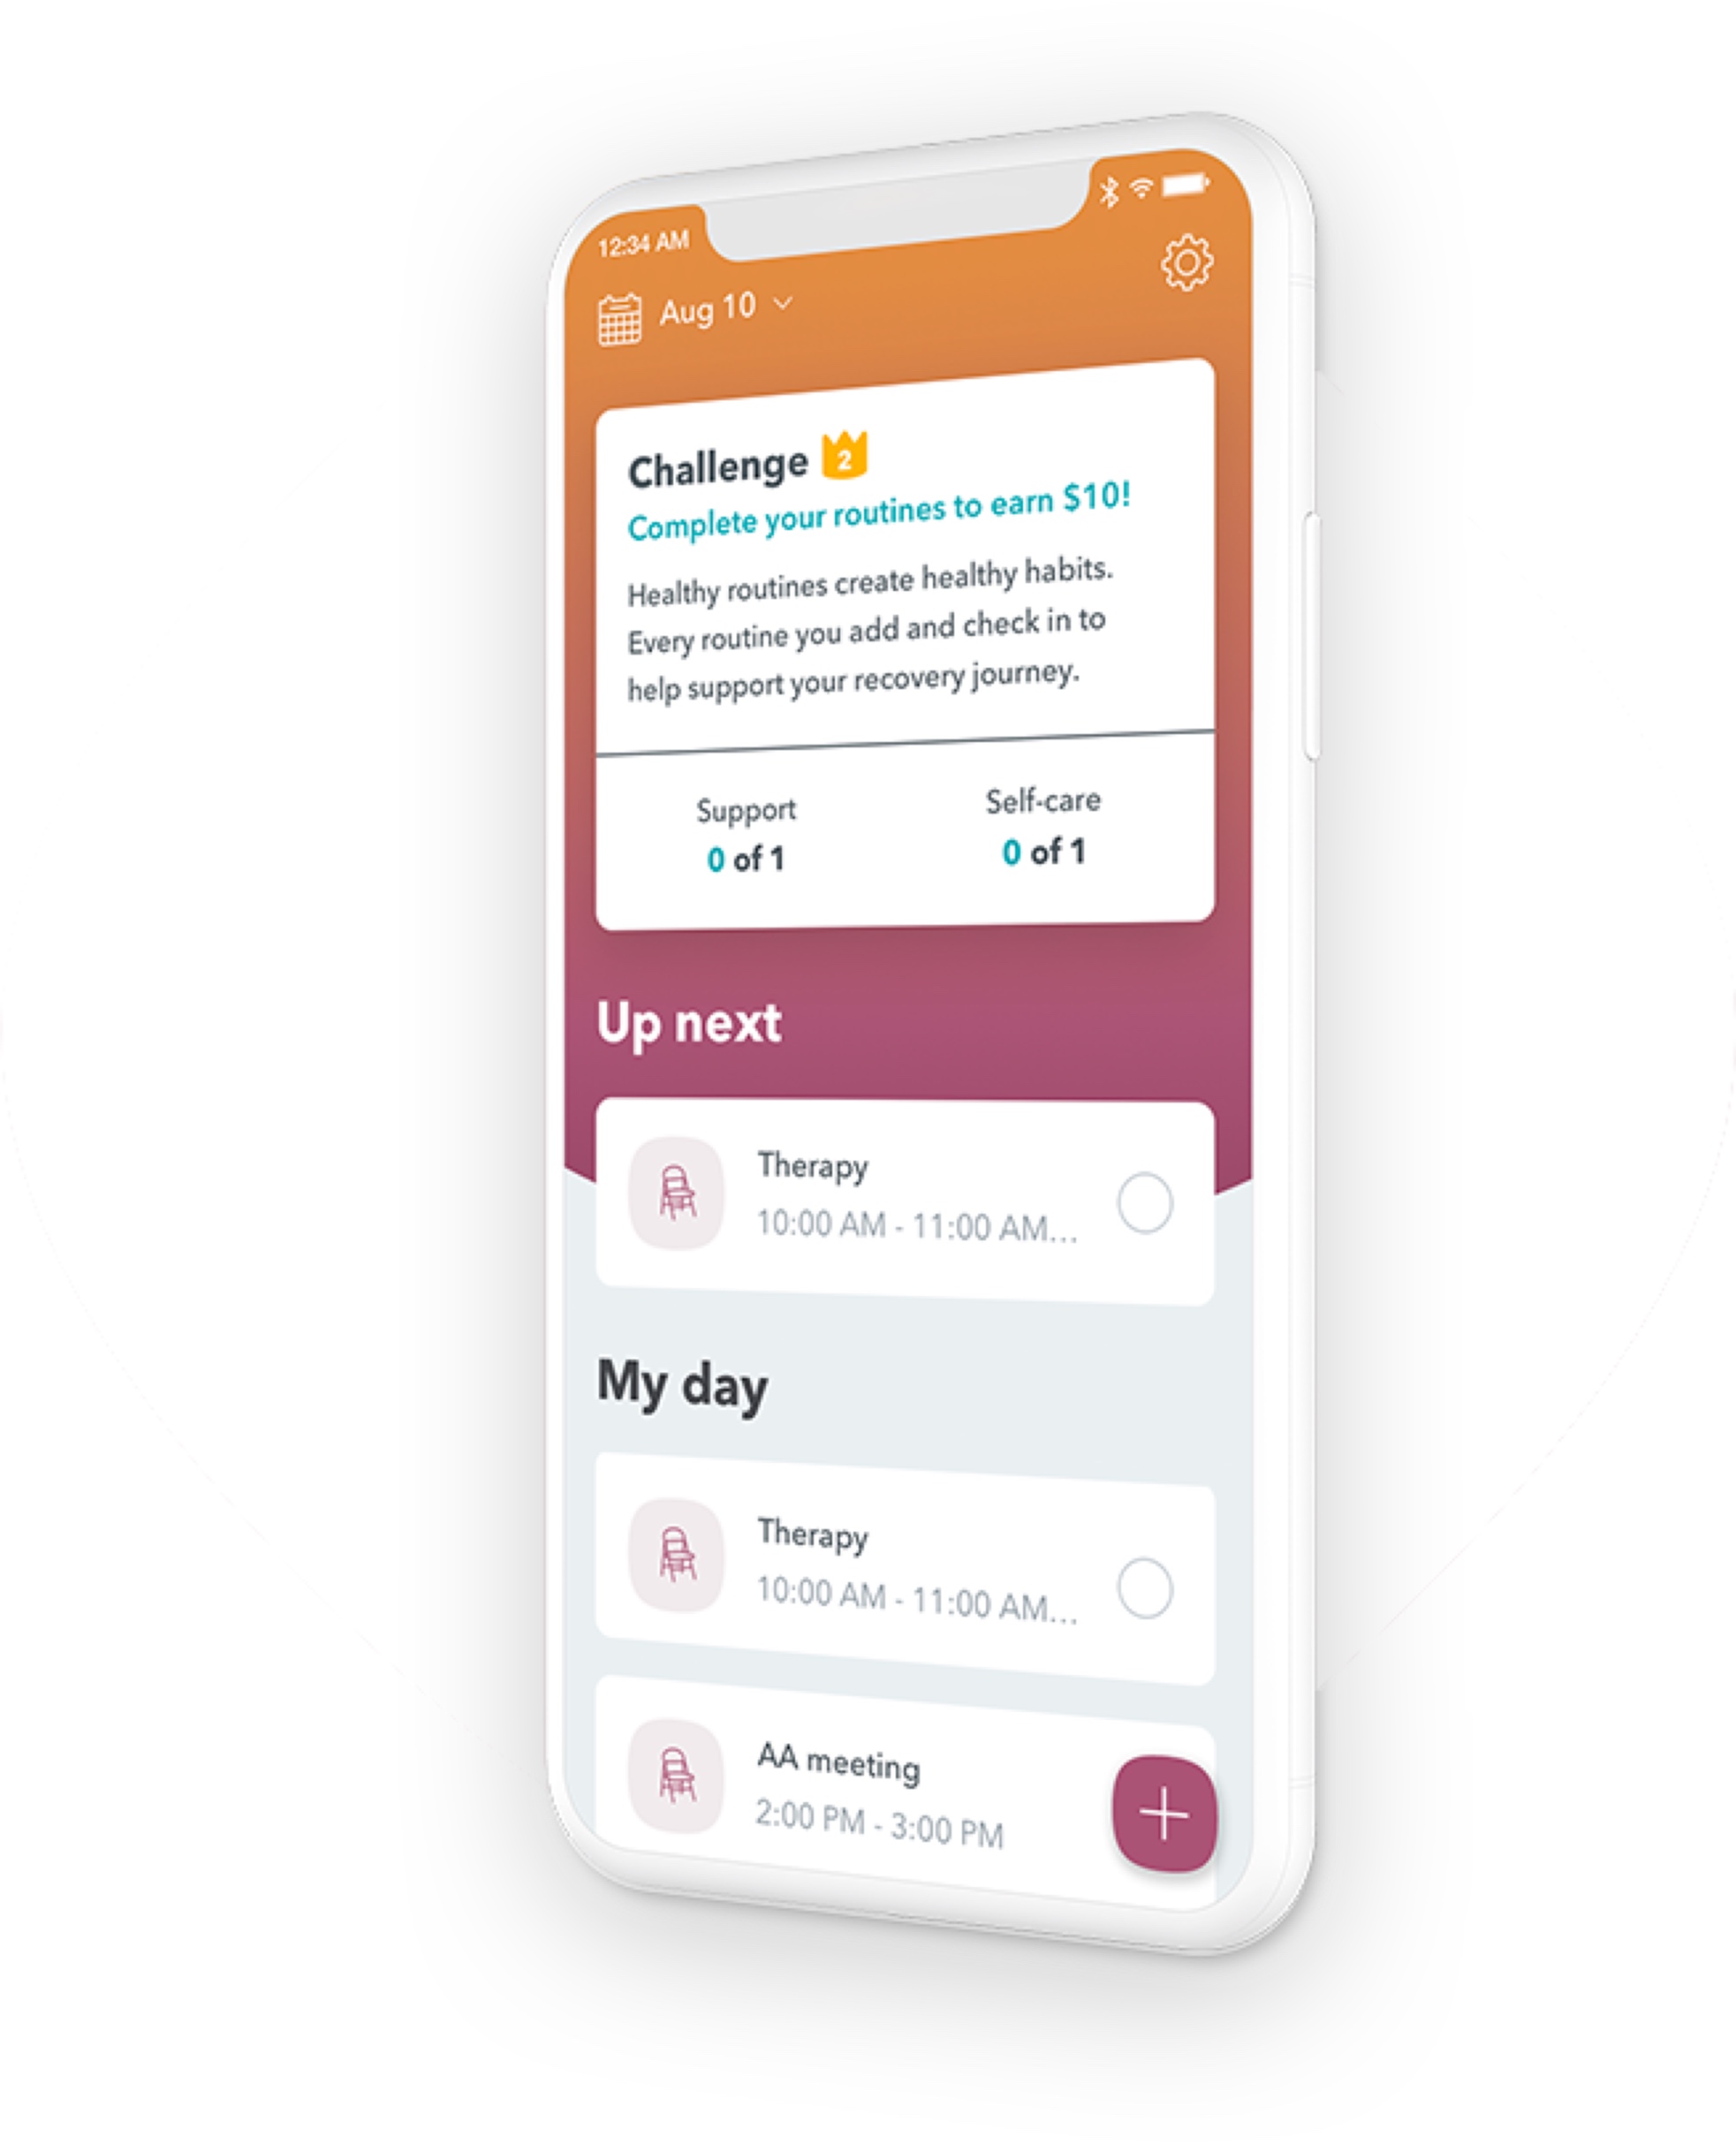 12:34 AM
Aug 10
Challenge 2
Complete your routines to earn $10!
Healthy routines create healthy habits.
Every routine you add and check in to
help support your recovery journey.
Support
0 of 1
Self-care
0 of 1
Up next
Therapy
10:00 AM - 11:00 AM...
My day
Therapy
10:00 AM - 11:00 AM...
AA meeting
2:00 PM - 3:00 PM